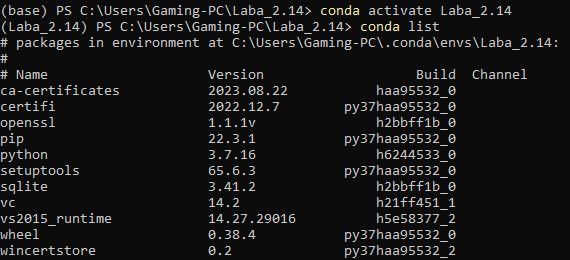 (base) PS C:\Users\Gaming-PC\Laba_2.14> conda activate Laba_2.14
(Laba_2.14) PS C:\Users\Gaming-PC\Laba_2.14> conda list
# packages in environment at C:\Users\Gaming-PC\.conda\envs\Laba_2.14:
#
# Name                    Version                   Build  Channel
ca-certificates           2023.08.22           haa95532_0
certifi                   2022.12.7        py37haa95532_0
openssl                   1.1.1v               h2bbff1b_0
pip                       22.3.1           py37haa95532_0
python                    3.7.16               h6244533_0
setuptools                65.6.3           py37haa95532_0
sqlite                    3.41.2               h2bbff1b_0
vc                        14.2                 h21ff451_1
vs2015_runtime            14.27.29016          h5e58377_2
wheel                     0.38.4           py37haa95532_0
wincertstore              0.2              py37haa95532_2